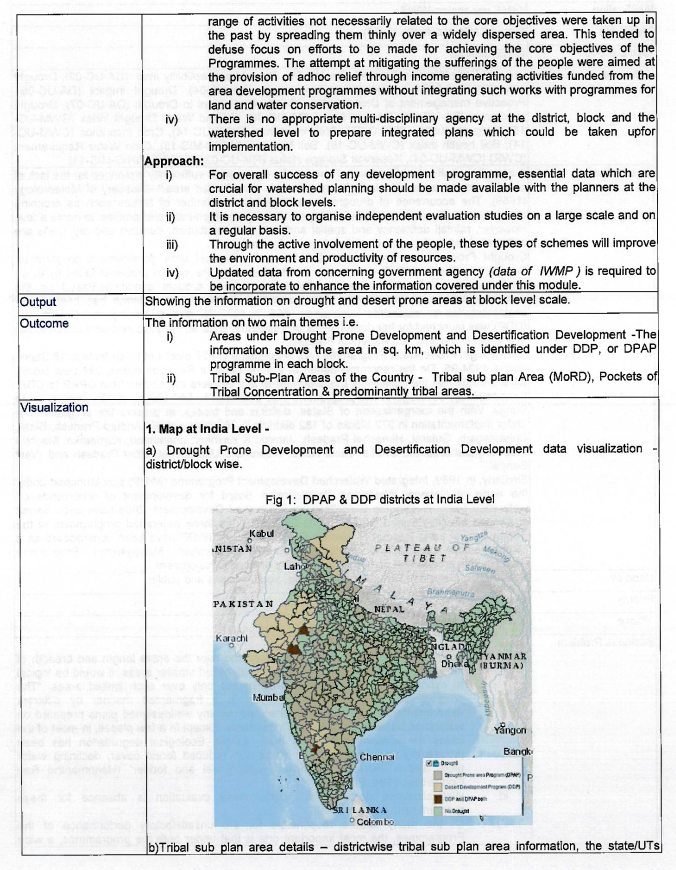 range of activities not necessarily related to the core objectives were taken up in
the past by spreading them thinly over a widely dispersed area. This tended to
defuse focus on efforts to be made for achieving the core objectives of the
Programmes. The attempt at mitigating the sufferings of the people were aimed at
the provision of adhoc relief through income generating activities funded from the
area development programmes without integrating such works with programmes for
land and water conservation.
iv) There is no appropriate multi-disciplinary agency at the district, block and the
watershed level to prepare integrated plans which could be taken upfor
implementation.
Approach:
i) For overall success of any development programme, essential data which are
crucial for watershed planning should be made available with the planners at the
district and block levels.
ii) It is necessary to organise independent evaluation studies on a large scale and on
a regular basis.
iii) Through the active involvement of the people, these types of schemes will improve
the environment and productivity of resources.
iv) Updated data from concerning government agency (data of IWMP ) is required to
be incorporate to enhance the information covered under this module.
Output Showing the information on drought and desert prone areas at block level scale.
Outcome The information on two main themes i.e.
i) Areas under Drought Prone Development and Desertification Development -The
information shows the area in sq. km, which is identified under DDP, or DPAP
programme in each block.
ii) Tribal Sub-Plan Areas of the Country - Tribal sub plan Area (MoRD), Pockets of
Tribal Concentration & predominantly tribal areas.
Visualization
1. Map at India Level -
a) Drought Prone Development and Desertification Development data visualization -
district/block wise.
Fig 1: DPAP & DDP districts at India Level
Kabul
NISTAN
PLATEAU OF
TIBET
Yangtze
Mekong
Salween
Laho
MALAYA
Brahmaputra
PAKISTAN
NEPAL
Karachi
NGLAD
Dhaka
MYANMAR
(BURMA)
Mumba
Yangon
Bangk
Chennai
SRI LANKA
Colombo
Drought
Drought Prone area Program (DPAP)
Desert Development Program (DDP)
DDP and DPAP both
No Drought
P
b)Tribal sub plan area details – districtwise tribal sub plan area information, the state/UTs